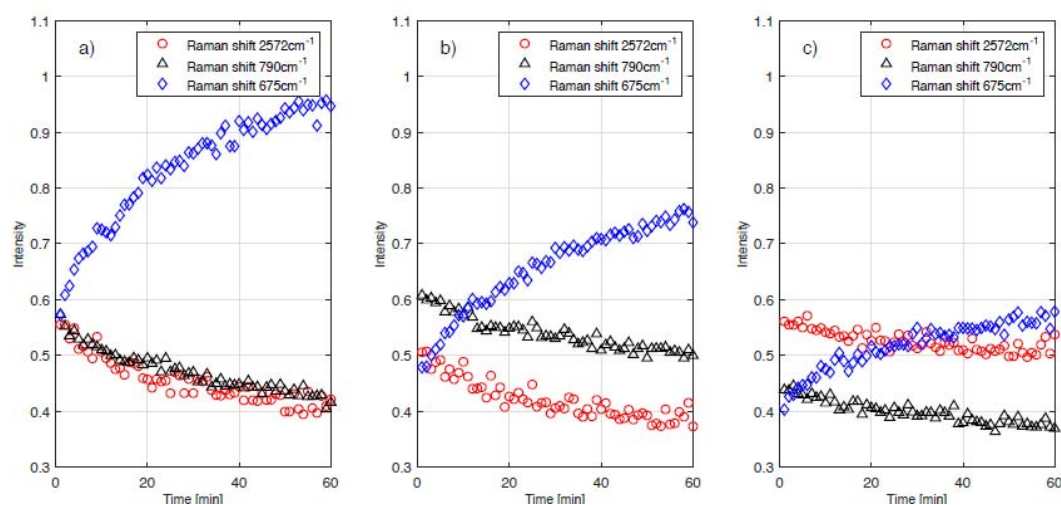 a)
Raman shift 2572cm⁻¹
Raman shift 790cm⁻¹
Raman shift 675cm⁻¹
1.1
1
0.9
0.8
0.7
0.6
0.5
0.4
0.3
Intensity
0 20 40 60
Time [min]
b)
Raman shift 2572cm⁻¹
Raman shift 790cm⁻¹
Raman shift 675cm⁻¹
1.1
1
0.9
0.8
0.7
0.6
0.5
0.4
0.3
Intensity
0 20 40 60
Time [min]
c)
Raman shift 2572cm⁻¹
Raman shift 790cm⁻¹
Raman shift 675cm⁻¹
1.1
1
0.9
0.8
0.7
0.6
0.5
0.4
0.3
Intensity
0 20 40 60
Time [min]